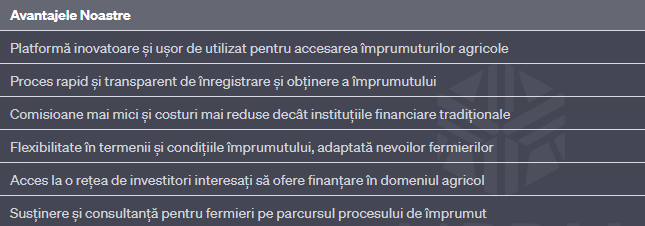 Avantajele Noastre
Platformă inovatoare și ușor de utilizat pentru accesarea împrumuturilor agricole
Proces rapid și transparent de înregistrare și obținere a împrumutului
Comisioane mai mici și costuri mai reduse decât instituțiile financiare tradiționale
Flexibilitate în termenii și condițiile împrumutului, adaptată nevoilor fermierilor
Acces la o rețea de investitori interesați să ofere finanțare în domeniul agricol
Susținere și consultanță pentru fermieri pe parcursul procesului de împrumut